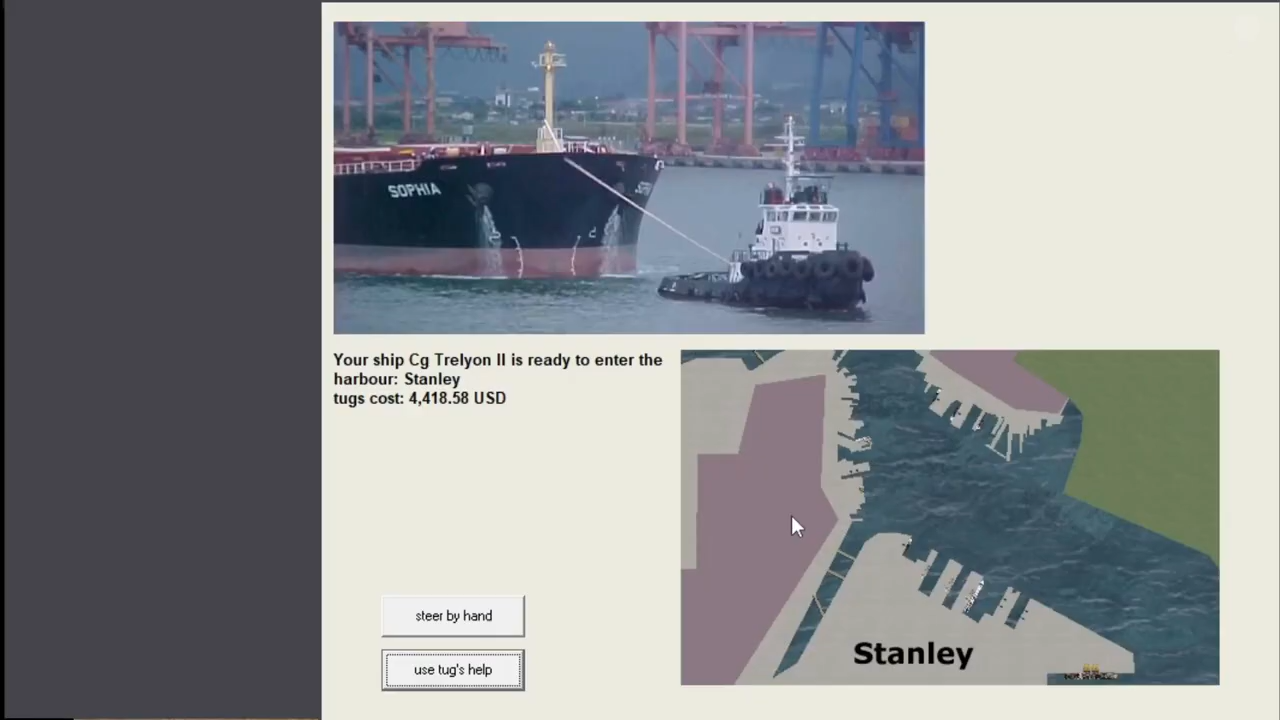 SOPHIA
Your ship Cg Trelyon II is ready to enter the
harbour: Stanley
tugs cost: 4,418.58 USD
steer by hand
use tug's help
Stanley